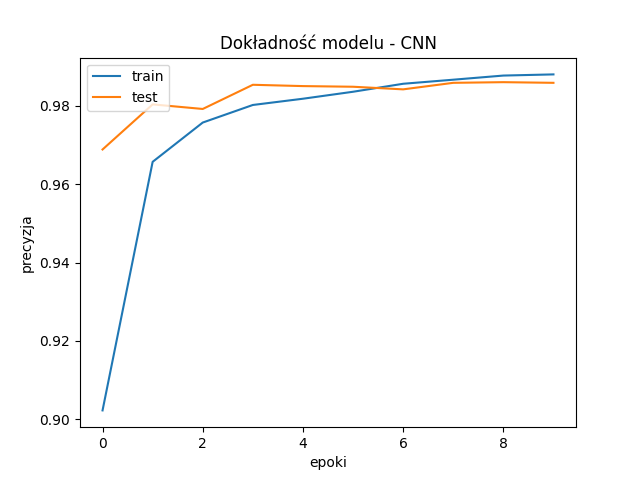 Dokładność modelu - CNN
train
test
0.98
0.96
0.94
0.92
0.90
precyzja
0 2 4 6 8
epoki